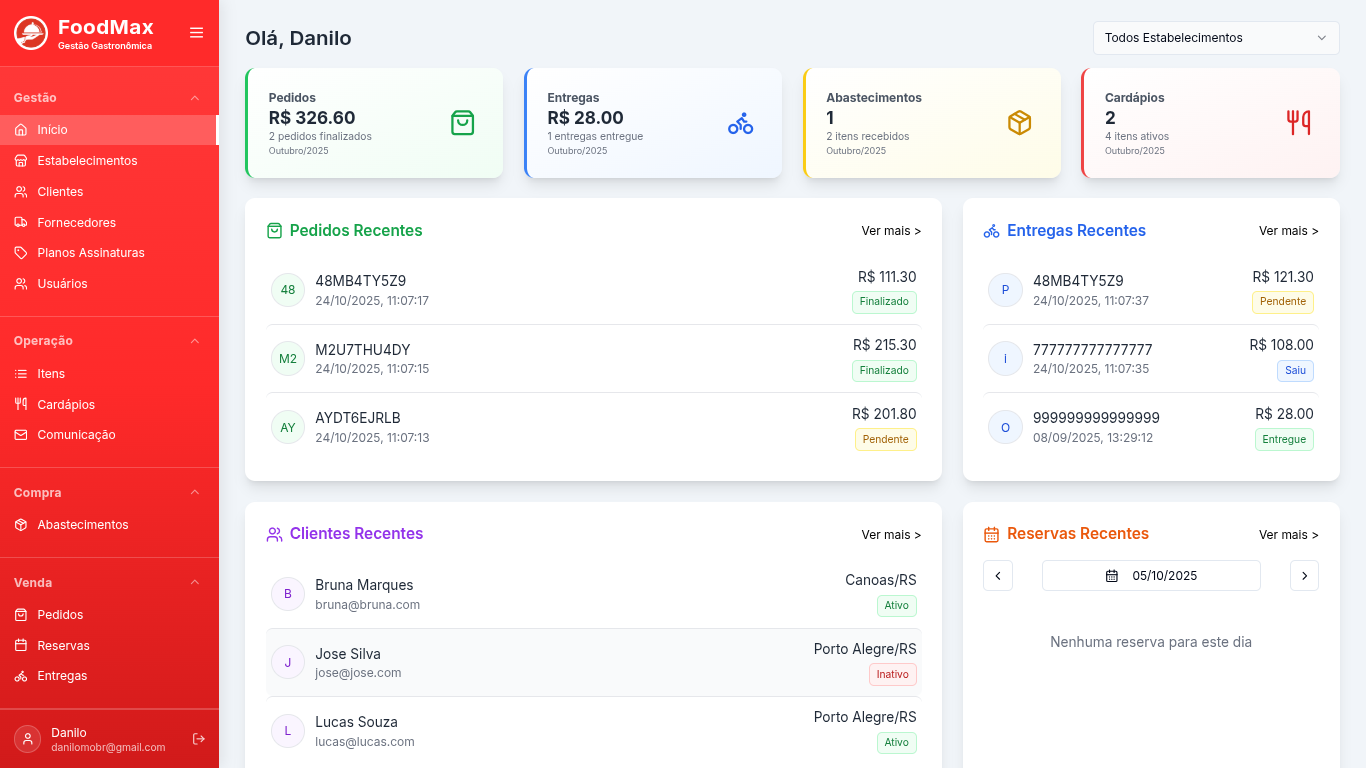 FoodMax
Gestão Gastronômica
Gestão
Início
Estabelecimentos
Clientes
Fornecedores
Planos Assinaturas
Usuários
Operação
Itens
Cardápios
Comunicação
Compra
Abastecimentos
Venda
Pedidos
Reservas
Entregas
Danilo
danilomobr@gmail.com
Olá, Danilo
Todos Estabelecimentos
Pedidos
R$ 326.60
2 pedidos finalizados
Outubro/2025
Entregas
R$ 28.00
1 entregas entregue
Outubro/2025
Abastecimentos
1
2 itens recebidos
Outubro/2025
Cardápios
2
4 itens ativos
Outubro/2025
Pedidos Recentes
Ver mais >
48
48MB4TY5Z9
24/10/2025, 11:07:17
R$ 111.30
Finalizado
M2
M2U7THU4DY
24/10/2025, 11:07:15
R$ 215.30
Finalizado
AY
AYDT6EJRLB
24/10/2025, 11:07:13
R$ 201.80
Pendente
Entregas Recentes
Ver mais >
P
48MB4TY5Z9
24/10/2025, 11:07:37
R$ 121.30
Pendente
i
777777777777777
24/10/2025, 11:07:35
R$ 108.00
Saiu
O
999999999999999
08/09/2025, 13:29:12
R$ 28.00
Entregue
Clientes Recentes
Ver mais >
B
Bruna Marques
bruna@bruna.com
Canoas/RS
Ativo
J
Jose Silva
jose@jose.com
Porto Alegre/RS
Inativo
L
Lucas Souza
lucas@lucas.com
Porto Alegre/RS
Ativo
Reservas Recentes
Ver mais >
05/10/2025
Nenhuma reserva para este dia